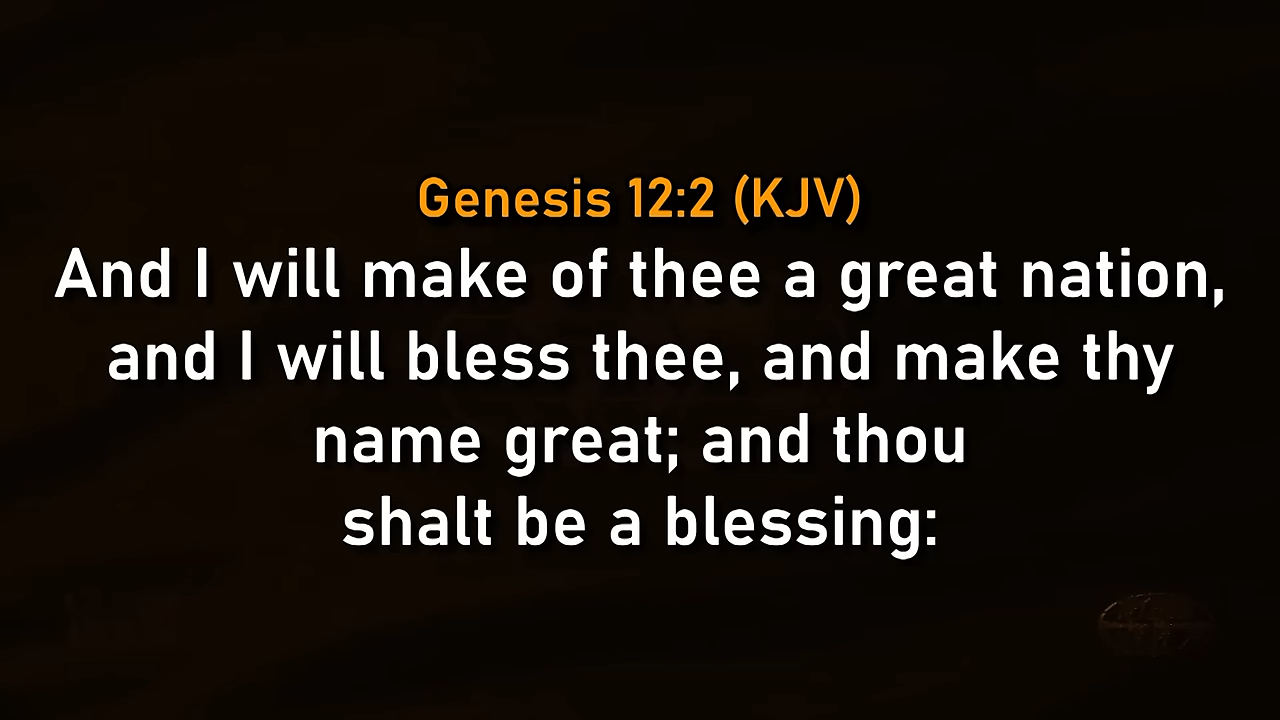 Genesis 12:2 (KJV)
And I will make of thee a great nation,
and I will bless thee, and make thy
name great; and thou
shalt be a blessing: